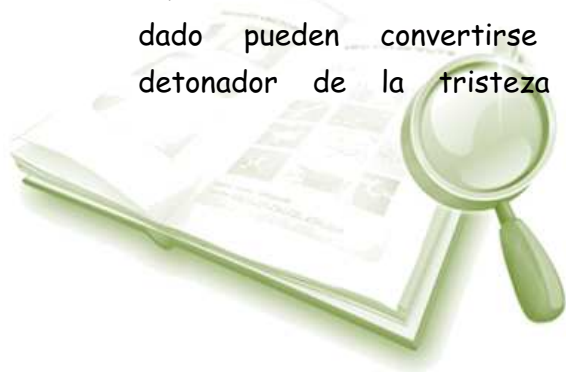 dado pueden convertirse
detonador de la tristeza